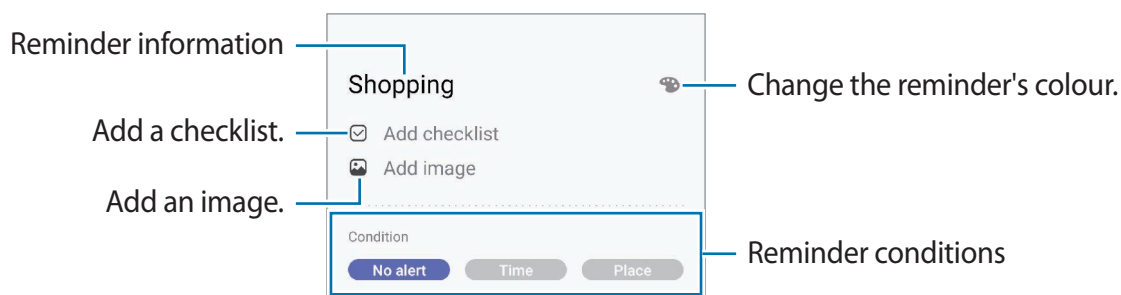 Reminder information
Shopping
Change the reminder's colour.
Add a checklist.
Add checklist
Add image
Add an image.
Condition
Reminder conditions
No alert Time Place